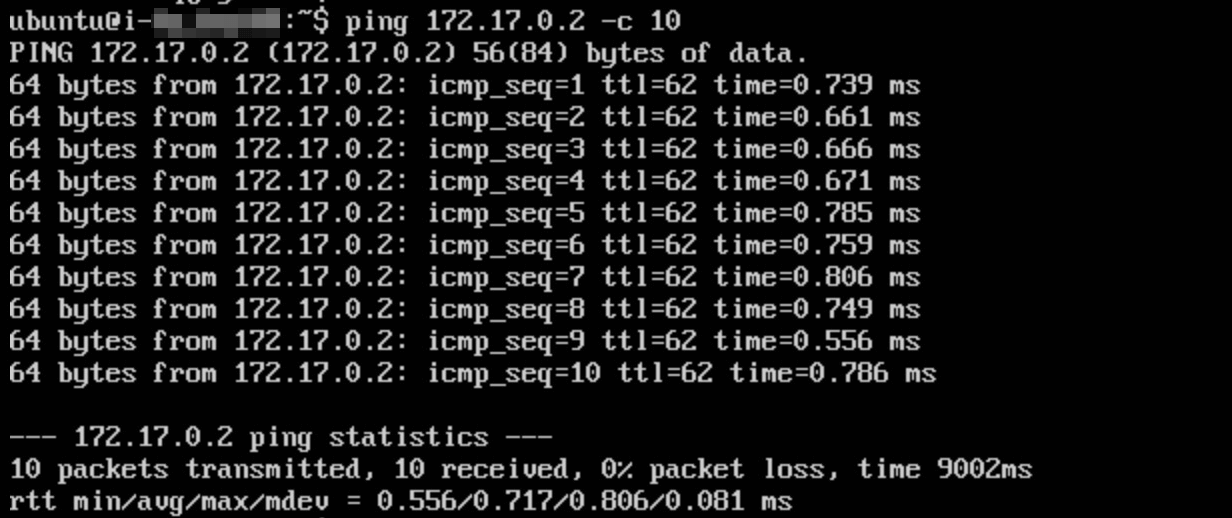 ubuntu@i-:~$ ping 172.17.0.2 -c 10
PING 172.17.0.2 (172.17.0.2) 56(84) bytes of data.
64 bytes from 172.17.0.2: icmp_seq=1 ttl=62 time=0.739 ms
64 bytes from 172.17.0.2: icmp_seq=2 ttl=62 time=0.661 ms
64 bytes from 172.17.0.2: icmp_seq=3 ttl=62 time=0.666 ms
64 bytes from 172.17.0.2: icmp_seq=4 ttl=62 time=0.671 ms
64 bytes from 172.17.0.2: icmp_seq=5 ttl=62 time=0.785 ms
64 bytes from 172.17.0.2: icmp_seq=6 ttl=62 time=0.759 ms
64 bytes from 172.17.0.2: icmp_seq=7 ttl=62 time=0.806 ms
64 bytes from 172.17.0.2: icmp_seq=8 ttl=62 time=0.749 ms
64 bytes from 172.17.0.2: icmp_seq=9 ttl=62 time=0.556 ms
64 bytes from 172.17.0.2: icmp_seq=10 ttl=62 time=0.786 ms
--- 172.17.0.2 ping statistics ---
10 packets transmitted, 10 received, 0% packet loss, time 9002ms
rtt min/avg/max/mdev = 0.556/0.717/0.806/0.081 ms